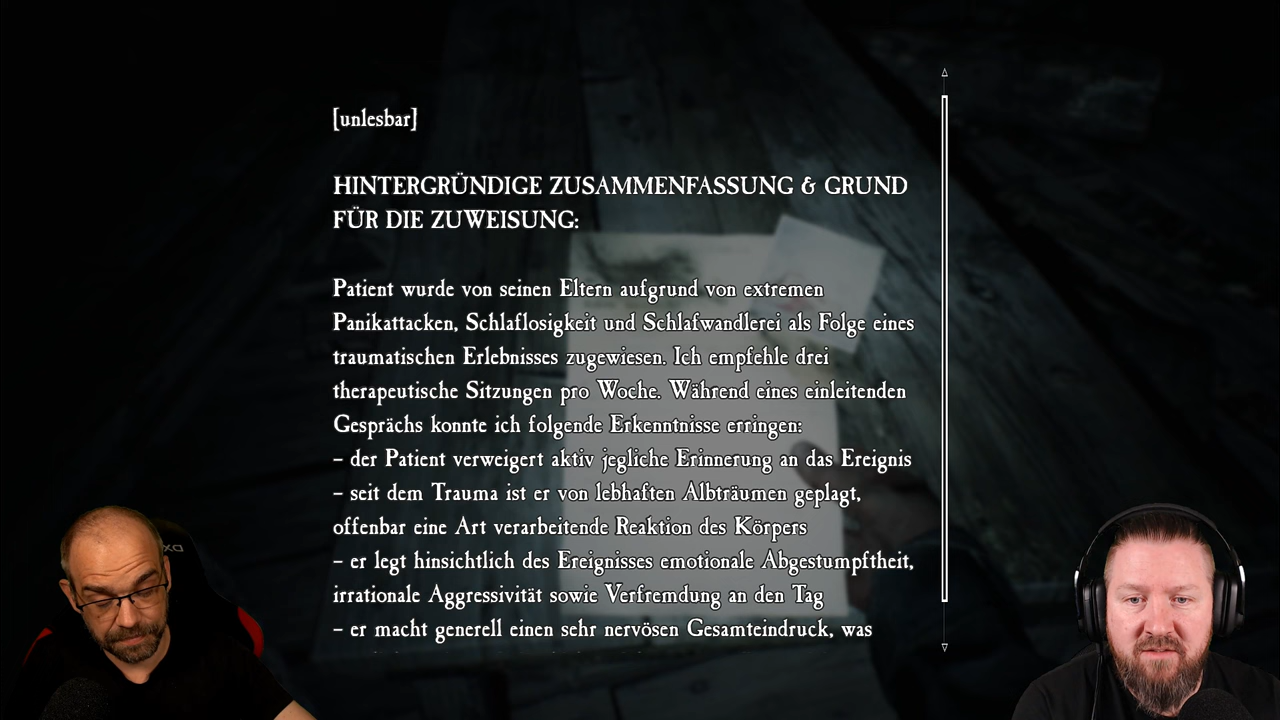 [unlesbar]
HINTERGRÜNDIGE ZUSAMMENFASSUNG & GRUND
FÜR DIE ZUWEISUNG:
Patient wurde von seinen Eltern aufgrund von extremen
Panikattacken, Schlaflosigkeit und Schlafwandlerei als Folge eines
traumatischen Erlebnisses zugewiesen. Ich empfehle drei
therapeutische Sitzungen pro Woche. Während eines einleitenden
Gesprächs konnte ich folgende Erkenntnisse erringen:
– der Patient verweigert aktiv jegliche Erinnerung an das Ereignis
– seit dem Trauma ist er von lebhaften Albträumen geplagt,
offenbar eine Art verarbeitende Reaktion des Körpers
– er legt hinsichtlich des Ereignisses emotionale Abgestumpftheit,
irrationale Aggressivität sowie Verfremdung an den Tag
– er macht generell einen sehr nervösen Gesamteindruck, was